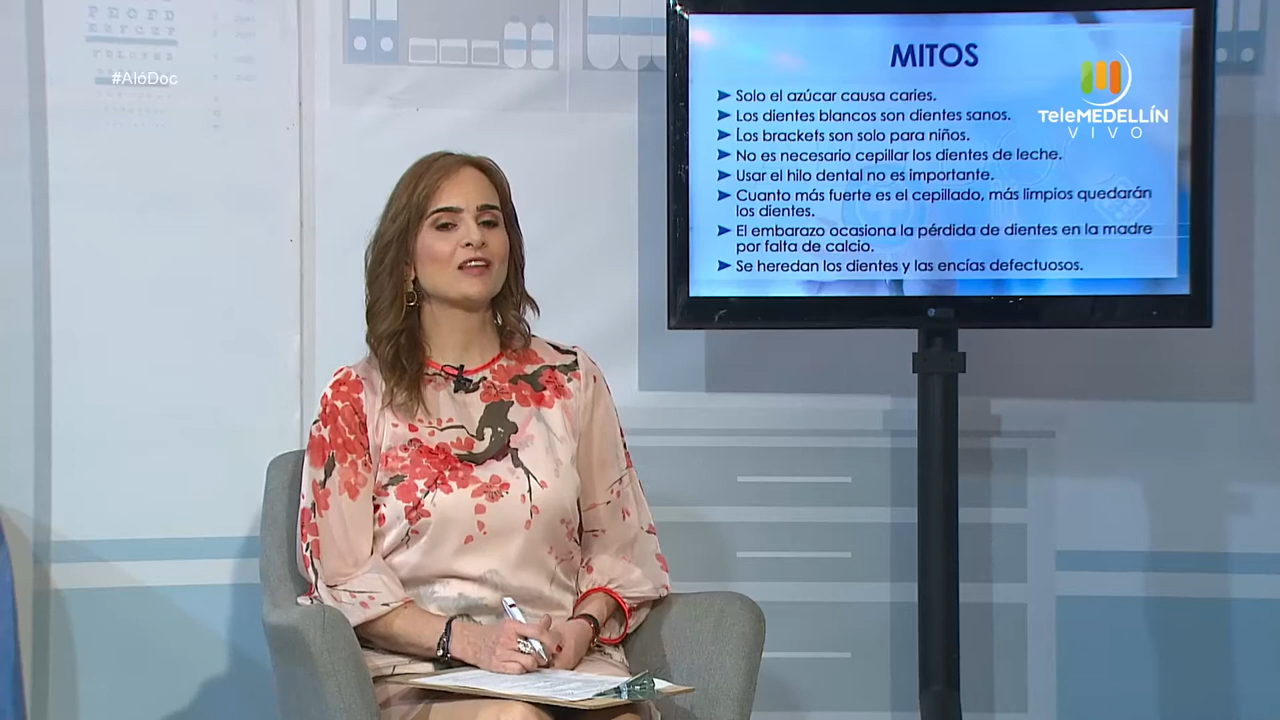 PEOFD
#AlóDoc
MITOS
Solo el azúcar causa caries.
Los dientes blancos son dientes sanos.
Los brackets son solo para niños.
No es necesario cepillar los dientes de leche.
Usar el hilo dental no es importante.
Cuanto más fuerte es el cepillado, más limpios quedarán
los dientes.
El embarazo ocasiona la pérdida de dientes en la madre
por falta de calcio.
Se heredan los dientes y las encías defectuosos.
TeleMEDELLÍN
VIVO